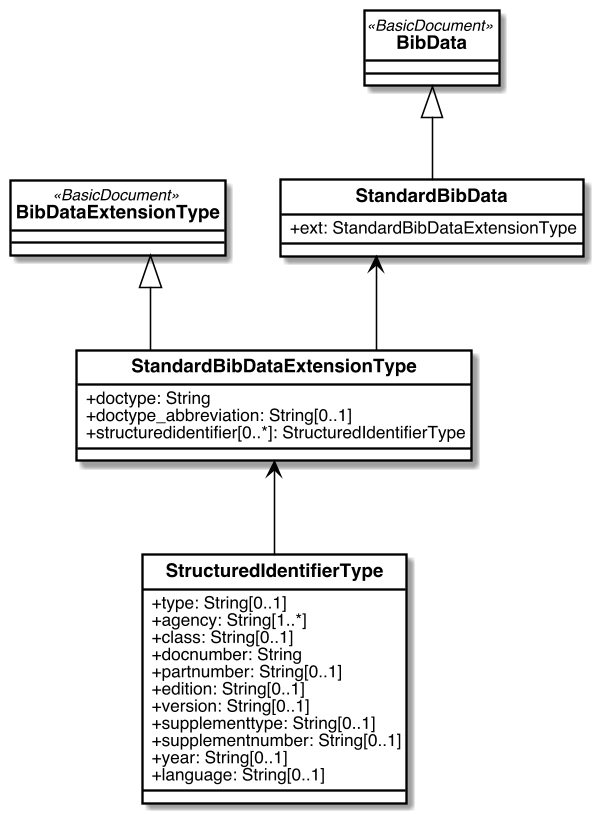 «BasicDocument»
BibData
«BasicDocument»
BibDataExtensionType
StandardBibData
+ext: StandardBibDataExtensionType
StandardBibDataExtensionType
+doctype: String
+doctype_abbreviation: String[0..1]
+structuredidentifier[0..*]: StructuredIdentifierType
StructuredIdentifierType
+type: String[0..1]
+agency: String[1..*]
+class: String[0..1]
+docnumber: String
+partnumber: String[0..1]
+edition: String[0..1]
+version: String[0..1]
+supplementtype: String[0..1]
+supplementnumber: String[0..1]
+year: String[0..1]
+language: String[0..1]